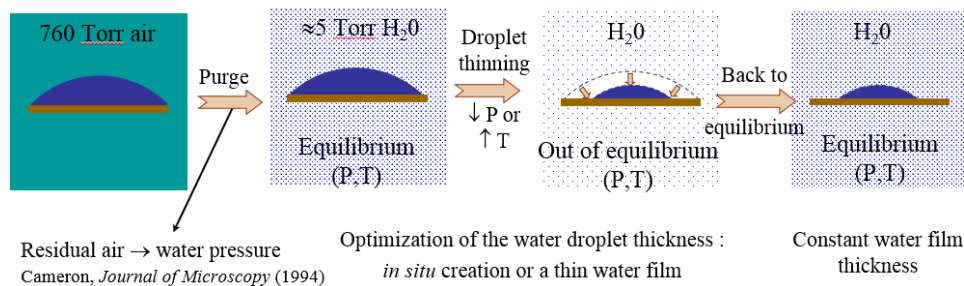 760 Torr air
Purge
≈5 Torr H₂0
Equilibrium
(P,T)
Droplet
thinning
↓ P or
↑ T
H₂0
Out of equilibrium
(P,T)
Back to
equilibrium
H₂0
Equilibrium
(P,T)
Residual air → water pressure
Cameron, Journal of Microscopy (1994)
Optimization of the water droplet thickness :
in situ creation or a thin water film
Constant water film
thickness